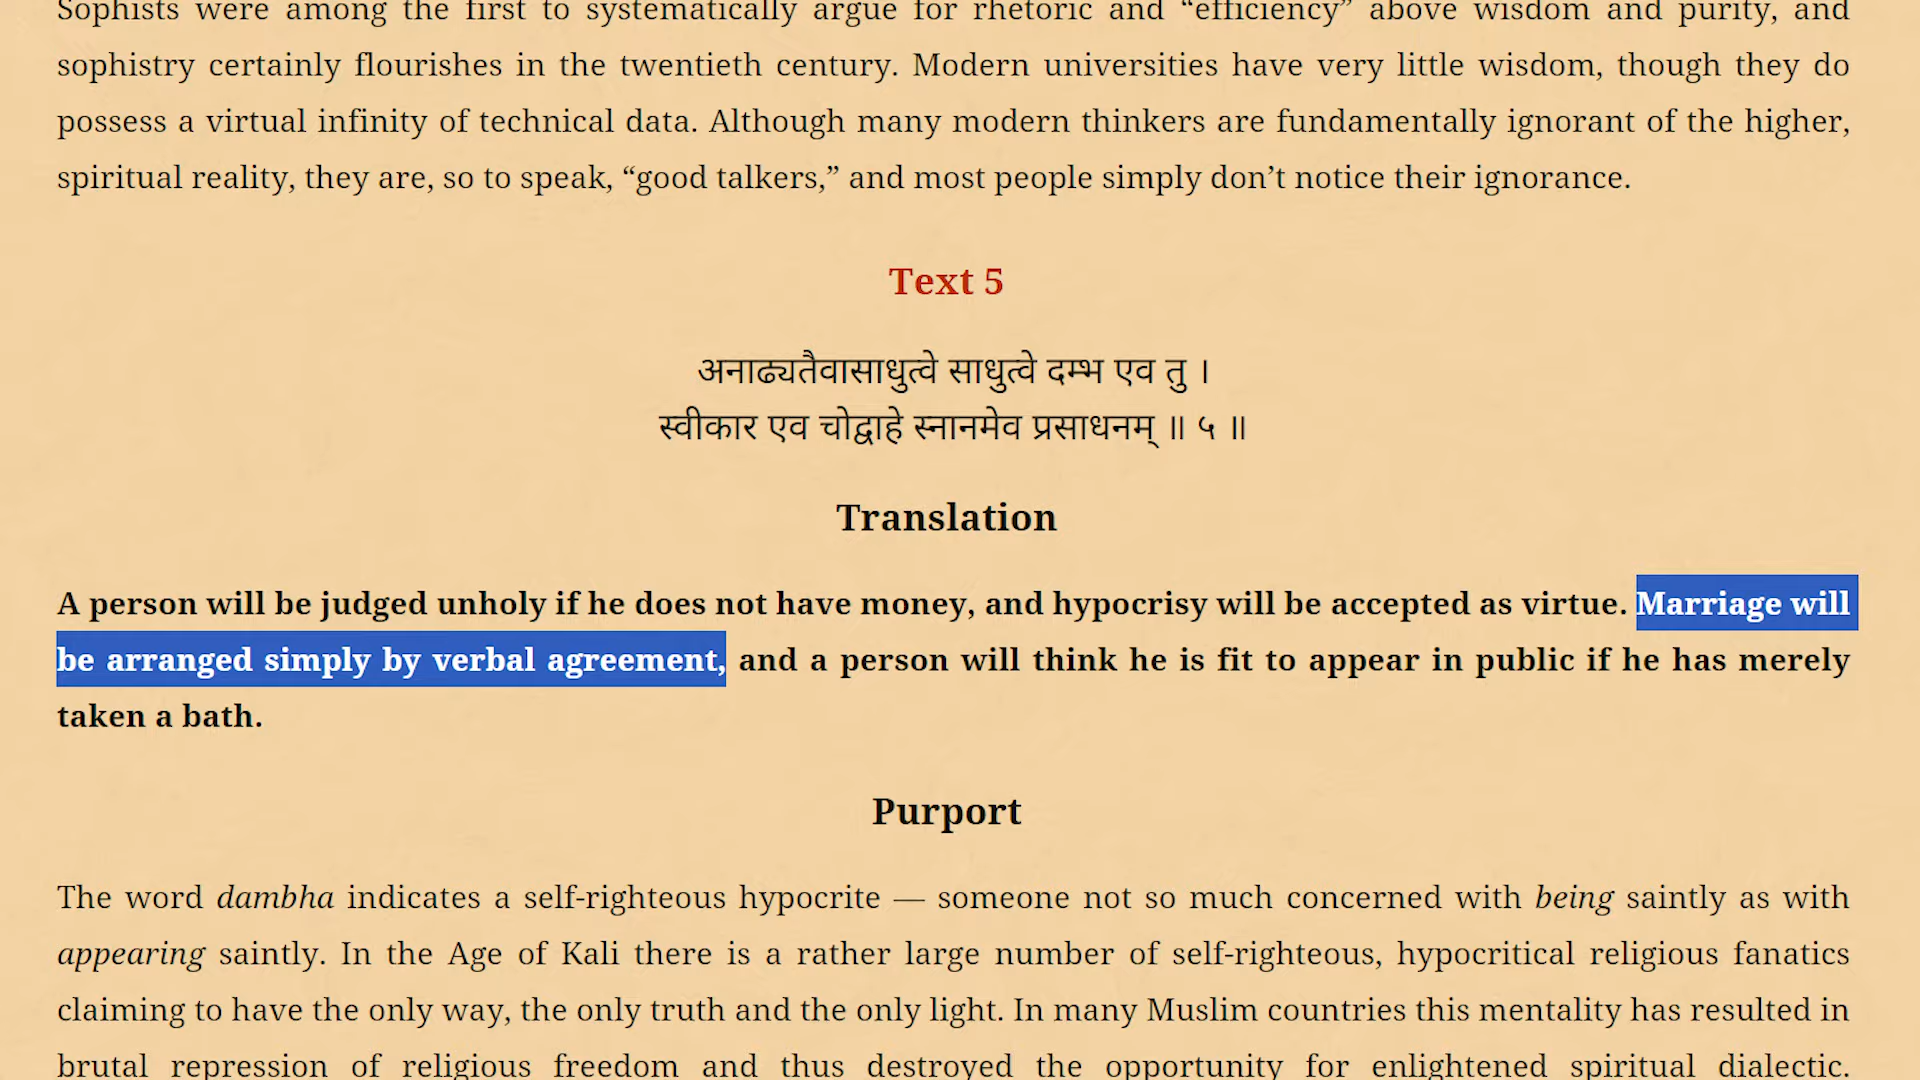 Sophists were among the first to systematically argue for rhetoric and “efficiency” above wisdom and purity, and
sophistry certainly flourishes in the twentieth century. Modern universities have very little wisdom, though they do
possess a virtual infinity of technical data. Although many modern thinkers are fundamentally ignorant of the higher,
spiritual reality, they are, so to speak, “good talkers,” and most people simply don’t notice their ignorance.
Text 5
अनाढ्यतैवासाधुत्वे साधुत्वे दम्भ एव तु ।
स्वीकार एव चोद्वाहे स्नानमेव प्रसाधनम् ॥ ५ ॥
Translation
A person will be judged unholy if he does not have money, and hypocrisy will be accepted as virtue. Marriage will
be arranged simply by verbal agreement, and a person will think he is fit to appear in public if he has merely
taken a bath.
Purport
The word dambha indicates a self-righteous hypocrite — someone not so much concerned with being saintly as with
appearing saintly. In the Age of Kali there is a rather large number of self-righteous, hypocritical religious fanatics
claiming to have the only way, the only truth and the only light. In many Muslim countries this mentality has resulted in
brutal repression of religious freedom and thus destroyed the opportunity for enlightened spiritual dialectic.